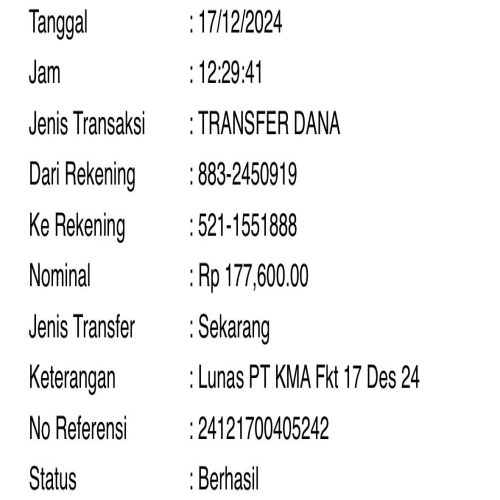 Tanggal : 17/12/2024
Jam : 12:29:41
Jenis Transaksi : TRANSFER DANA
Dari Rekening : 883-2450919
Ke Rekening : 521-1551888
Nominal : Rp 177,600.00
Jenis Transfer : Sekarang
Keterangan : Lunas PT KMA Fkt 17 Des 24
No Referensi : 24121700405242
Status : Berhasil